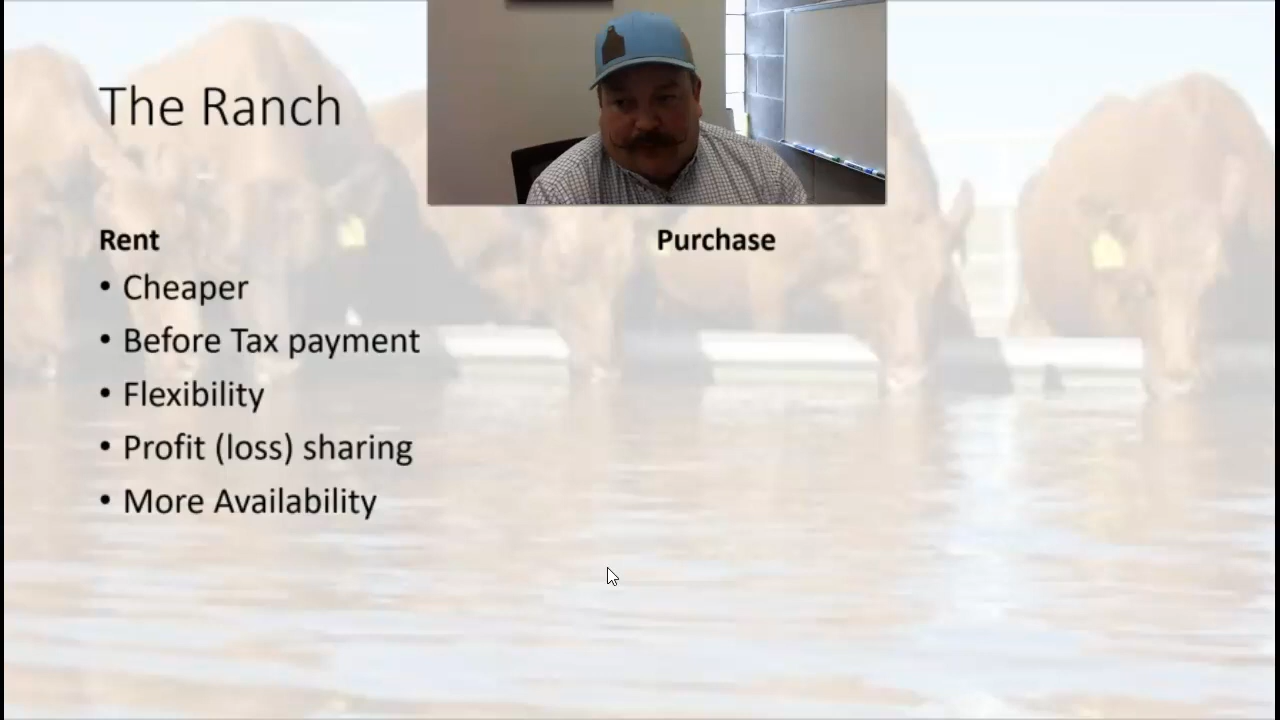 The Ranch
Rent
• Cheaper
• Before Tax payment
• Flexibility
• Profit (loss) sharing
• More Availability
Purchase